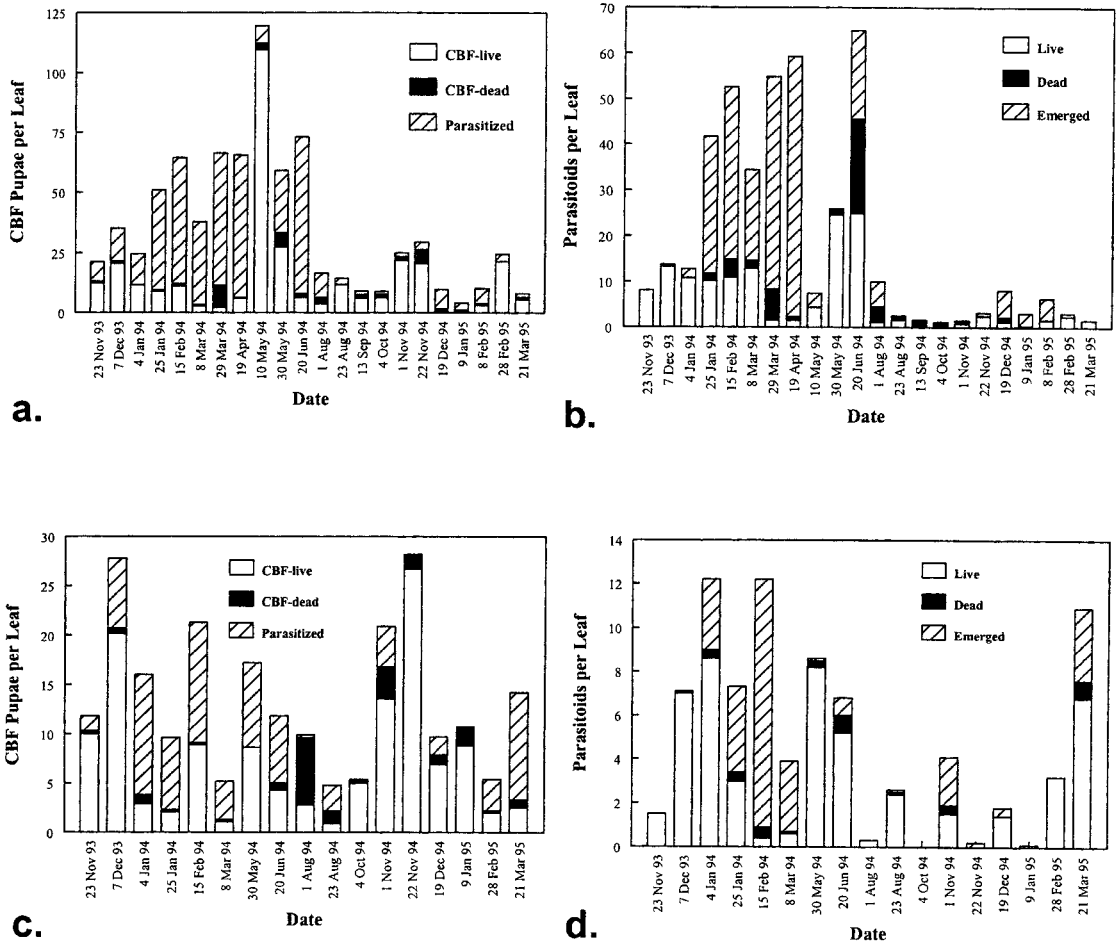 125
100
75
50
25
0
CBF Pupae per Leaf
CBF-live
CBF-dead
Parasitized
23 Nov 93
7 Dec 93
4 Jan 94
25 Jan 94
15 Feb 94
8 Mar 94
29 Mar 94
19 Apr 94
10 May 94
30 May 94
20 Jun 94
1 Aug 94
23 Aug 94
13 Sep 94
4 Oct 94
1 Nov 94
22 Nov 94
19 Dec 94
9 Jan 95
8 Feb 95
28 Feb 95
21 Mar 95
Date
a.
70
60
50
40
30
20
10
0
Parasitoids per Leaf
Live
Dead
Emerged
23 Nov 93
7 Dec 93
4 Jan 94
25 Jan 94
15 Feb 94
8 Mar 94
29 Mar 94
19 Apr 94
10 May 94
30 May 94
20 Jun 94
1 Aug 94
23 Aug 94
13 Sep 94
4 Oct 94
1 Nov 94
22 Nov 94
19 Dec 94
9 Jan 95
8 Feb 95
28 Feb 95
21 Mar 95
Date
b.
30
25
20
15
10
5
0
CBF Pupae per Leaf
CBF-live
CBF-dead
Parasitized
23 Nov 93
7 Dec 93
4 Jan 94
25 Jan 94
15 Feb 94
8 Mar 94
30 May 94
20 Jun 94
1 Aug 94
23 Aug 94
4 Oct 94
1 Nov 94
22 Nov 94
19 Dec 94
9 Jan 95
28 Feb 95
21 Mar 95
Date
c.
14
12
10
8
6
4
2
0
Parasitoids per Leaf
Live
Dead
Emerged
23 Nov 93
7 Dec 93
4 Jan 94
25 Jan 94
15 Feb 94
8 Mar 94
30 May 94
20 Jun 94
1 Aug 94
23 Aug 94
4 Oct 94
1 Nov 94
22 Nov 94
19 Dec 94
9 Jan 95
28 Feb 95
21 Mar 95
Date
d.